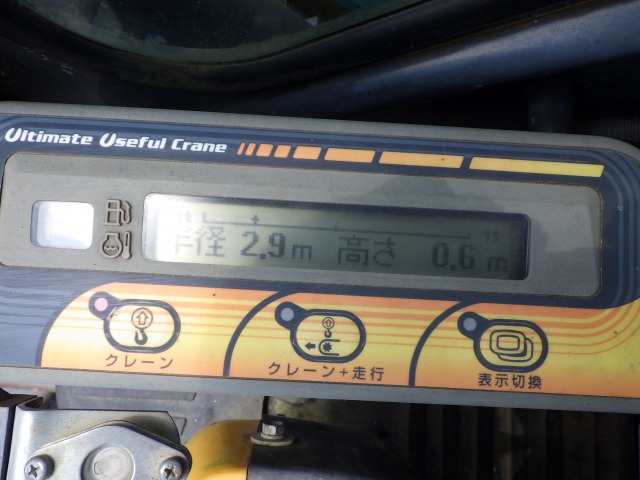 Ultimate Useful Crane
半径 2.9m 高さ 0.6m
クレーン
クレーン+走行
表示切換